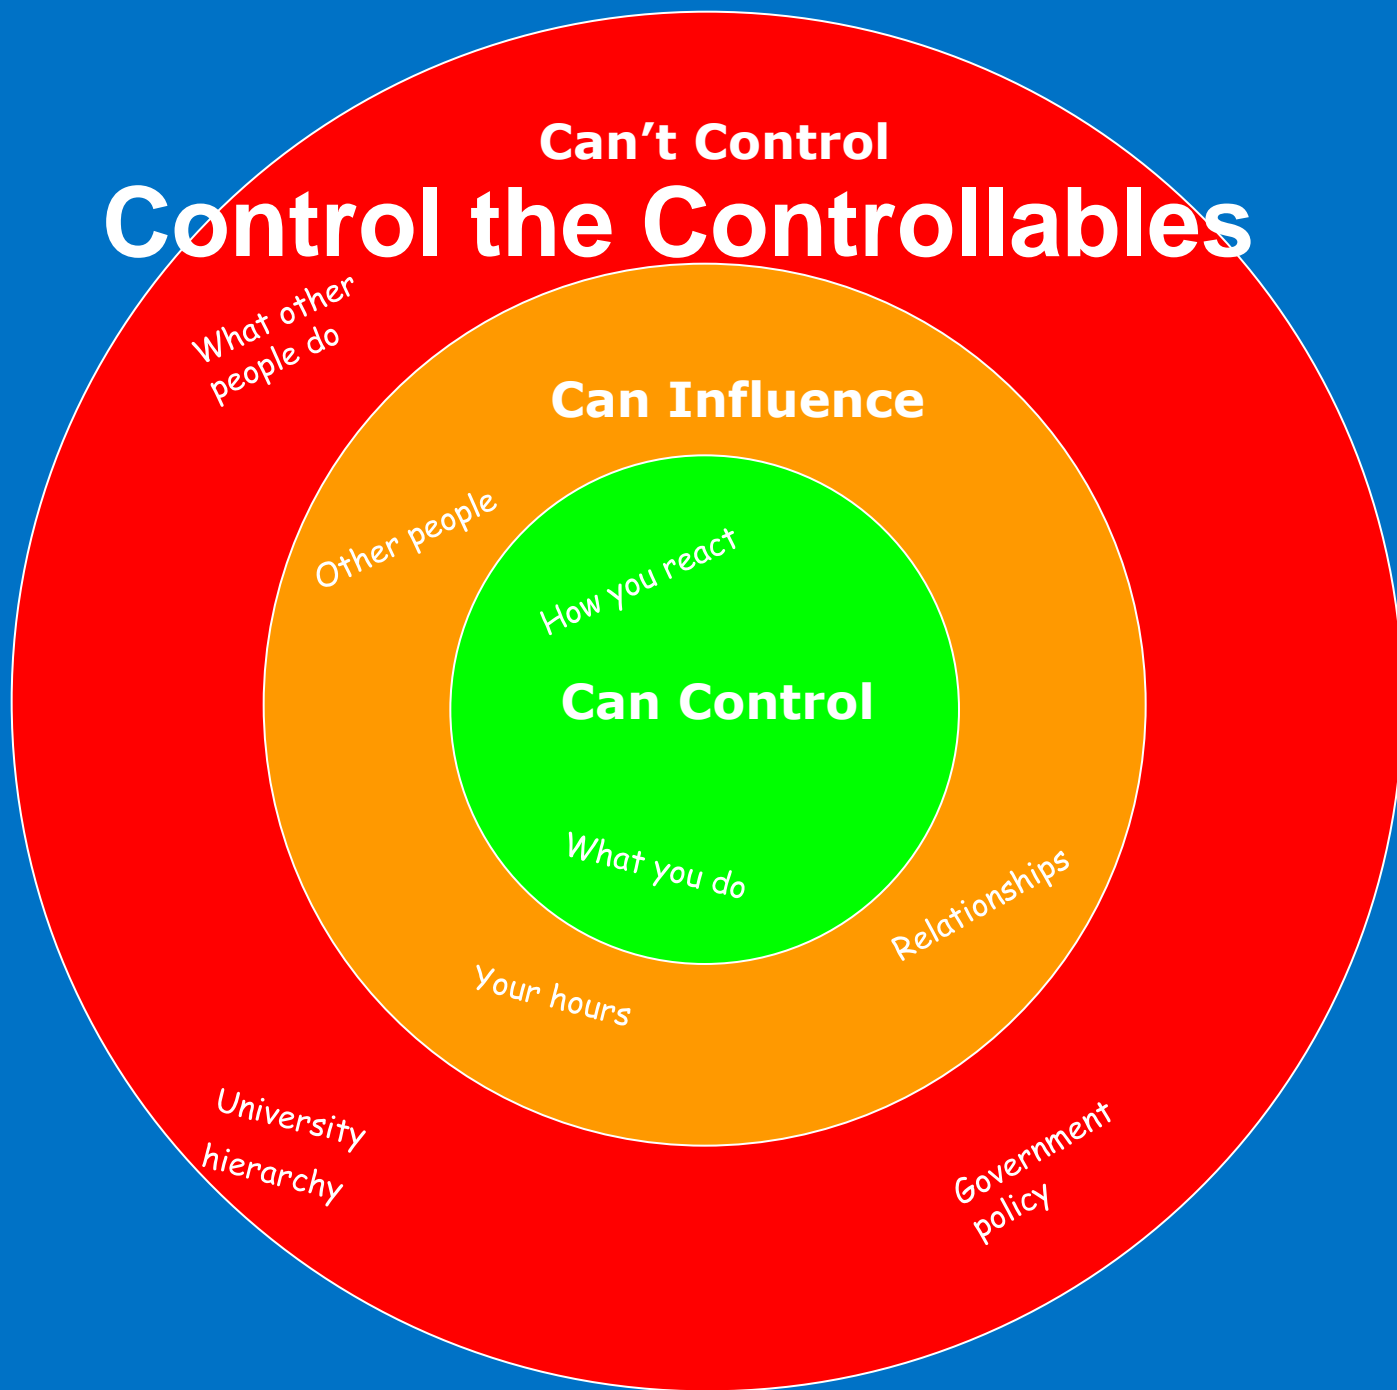 Can’t Control
Control the Controllables
What other
people do
Can Influence
Other people
How you react
Can Control
What you do
Relationships
Your hours
University
hierarchy
Government
policy